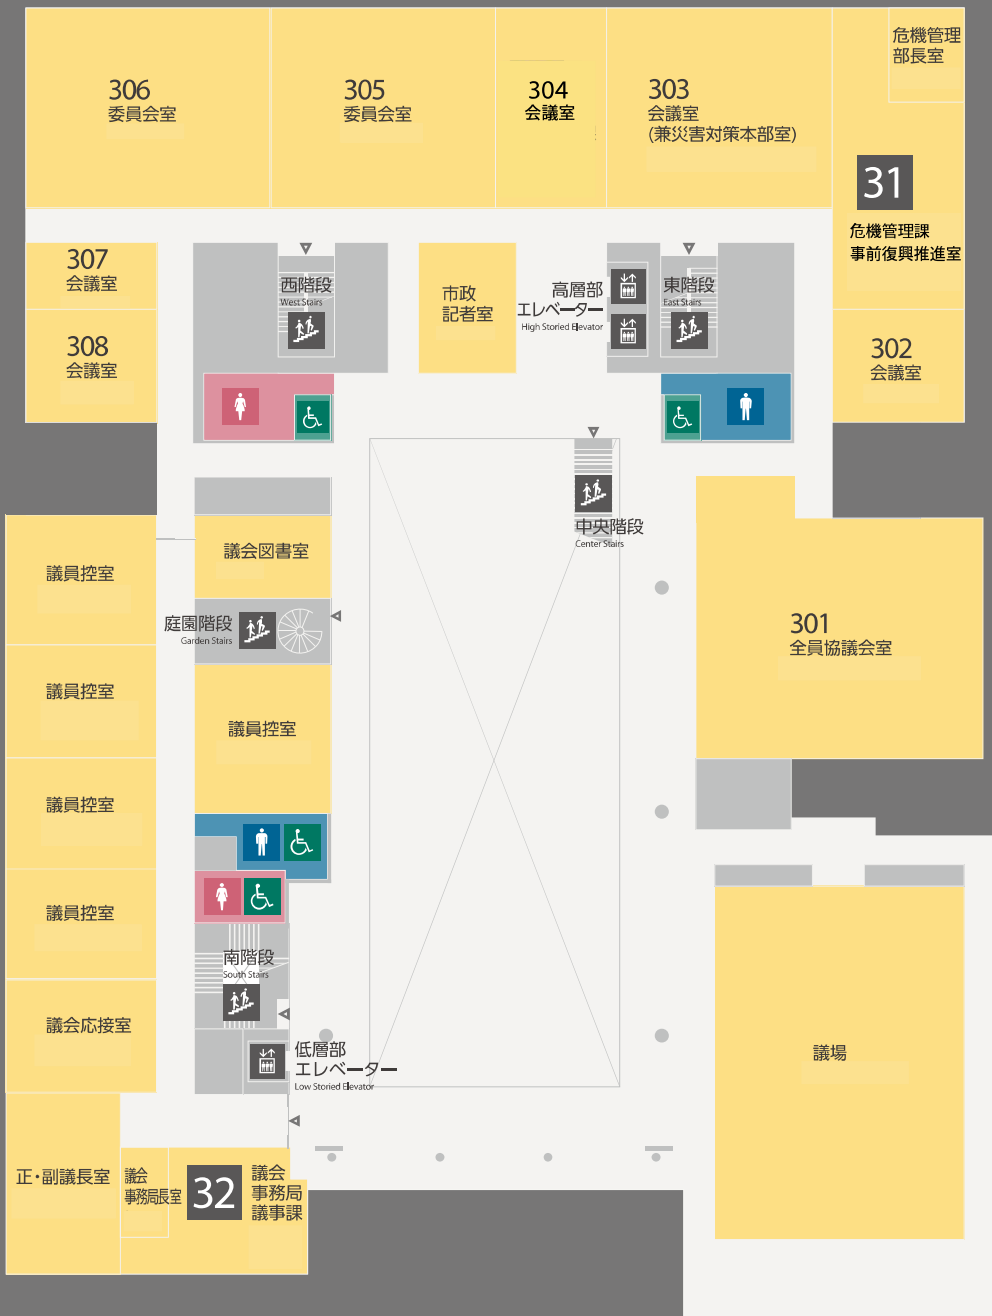 306
委員会室
305
委員会室
304
会議室
303
会議室
(兼災害対策本部室)
危機管理
部長室
31
危機管理課
事前復興推進室
307
会議室
308
会議室
西階段
West Stairs
市政
記者室
高層部
エレベーター
High Storied Elevator
東階段
East Stairs
302
会議室
中央階段
Center Stairs
議員控室
議会図書室
庭園階段
Garden Stairs
301
全員協議会室
議員控室
議員控室
議員控室
議員控室
南階段
South Stairs
議会応接室
低層部
エレベーター
Low Storied Elevator
議場
正・副議長室
議会
事務局長室
32
議会
事務局
議事課